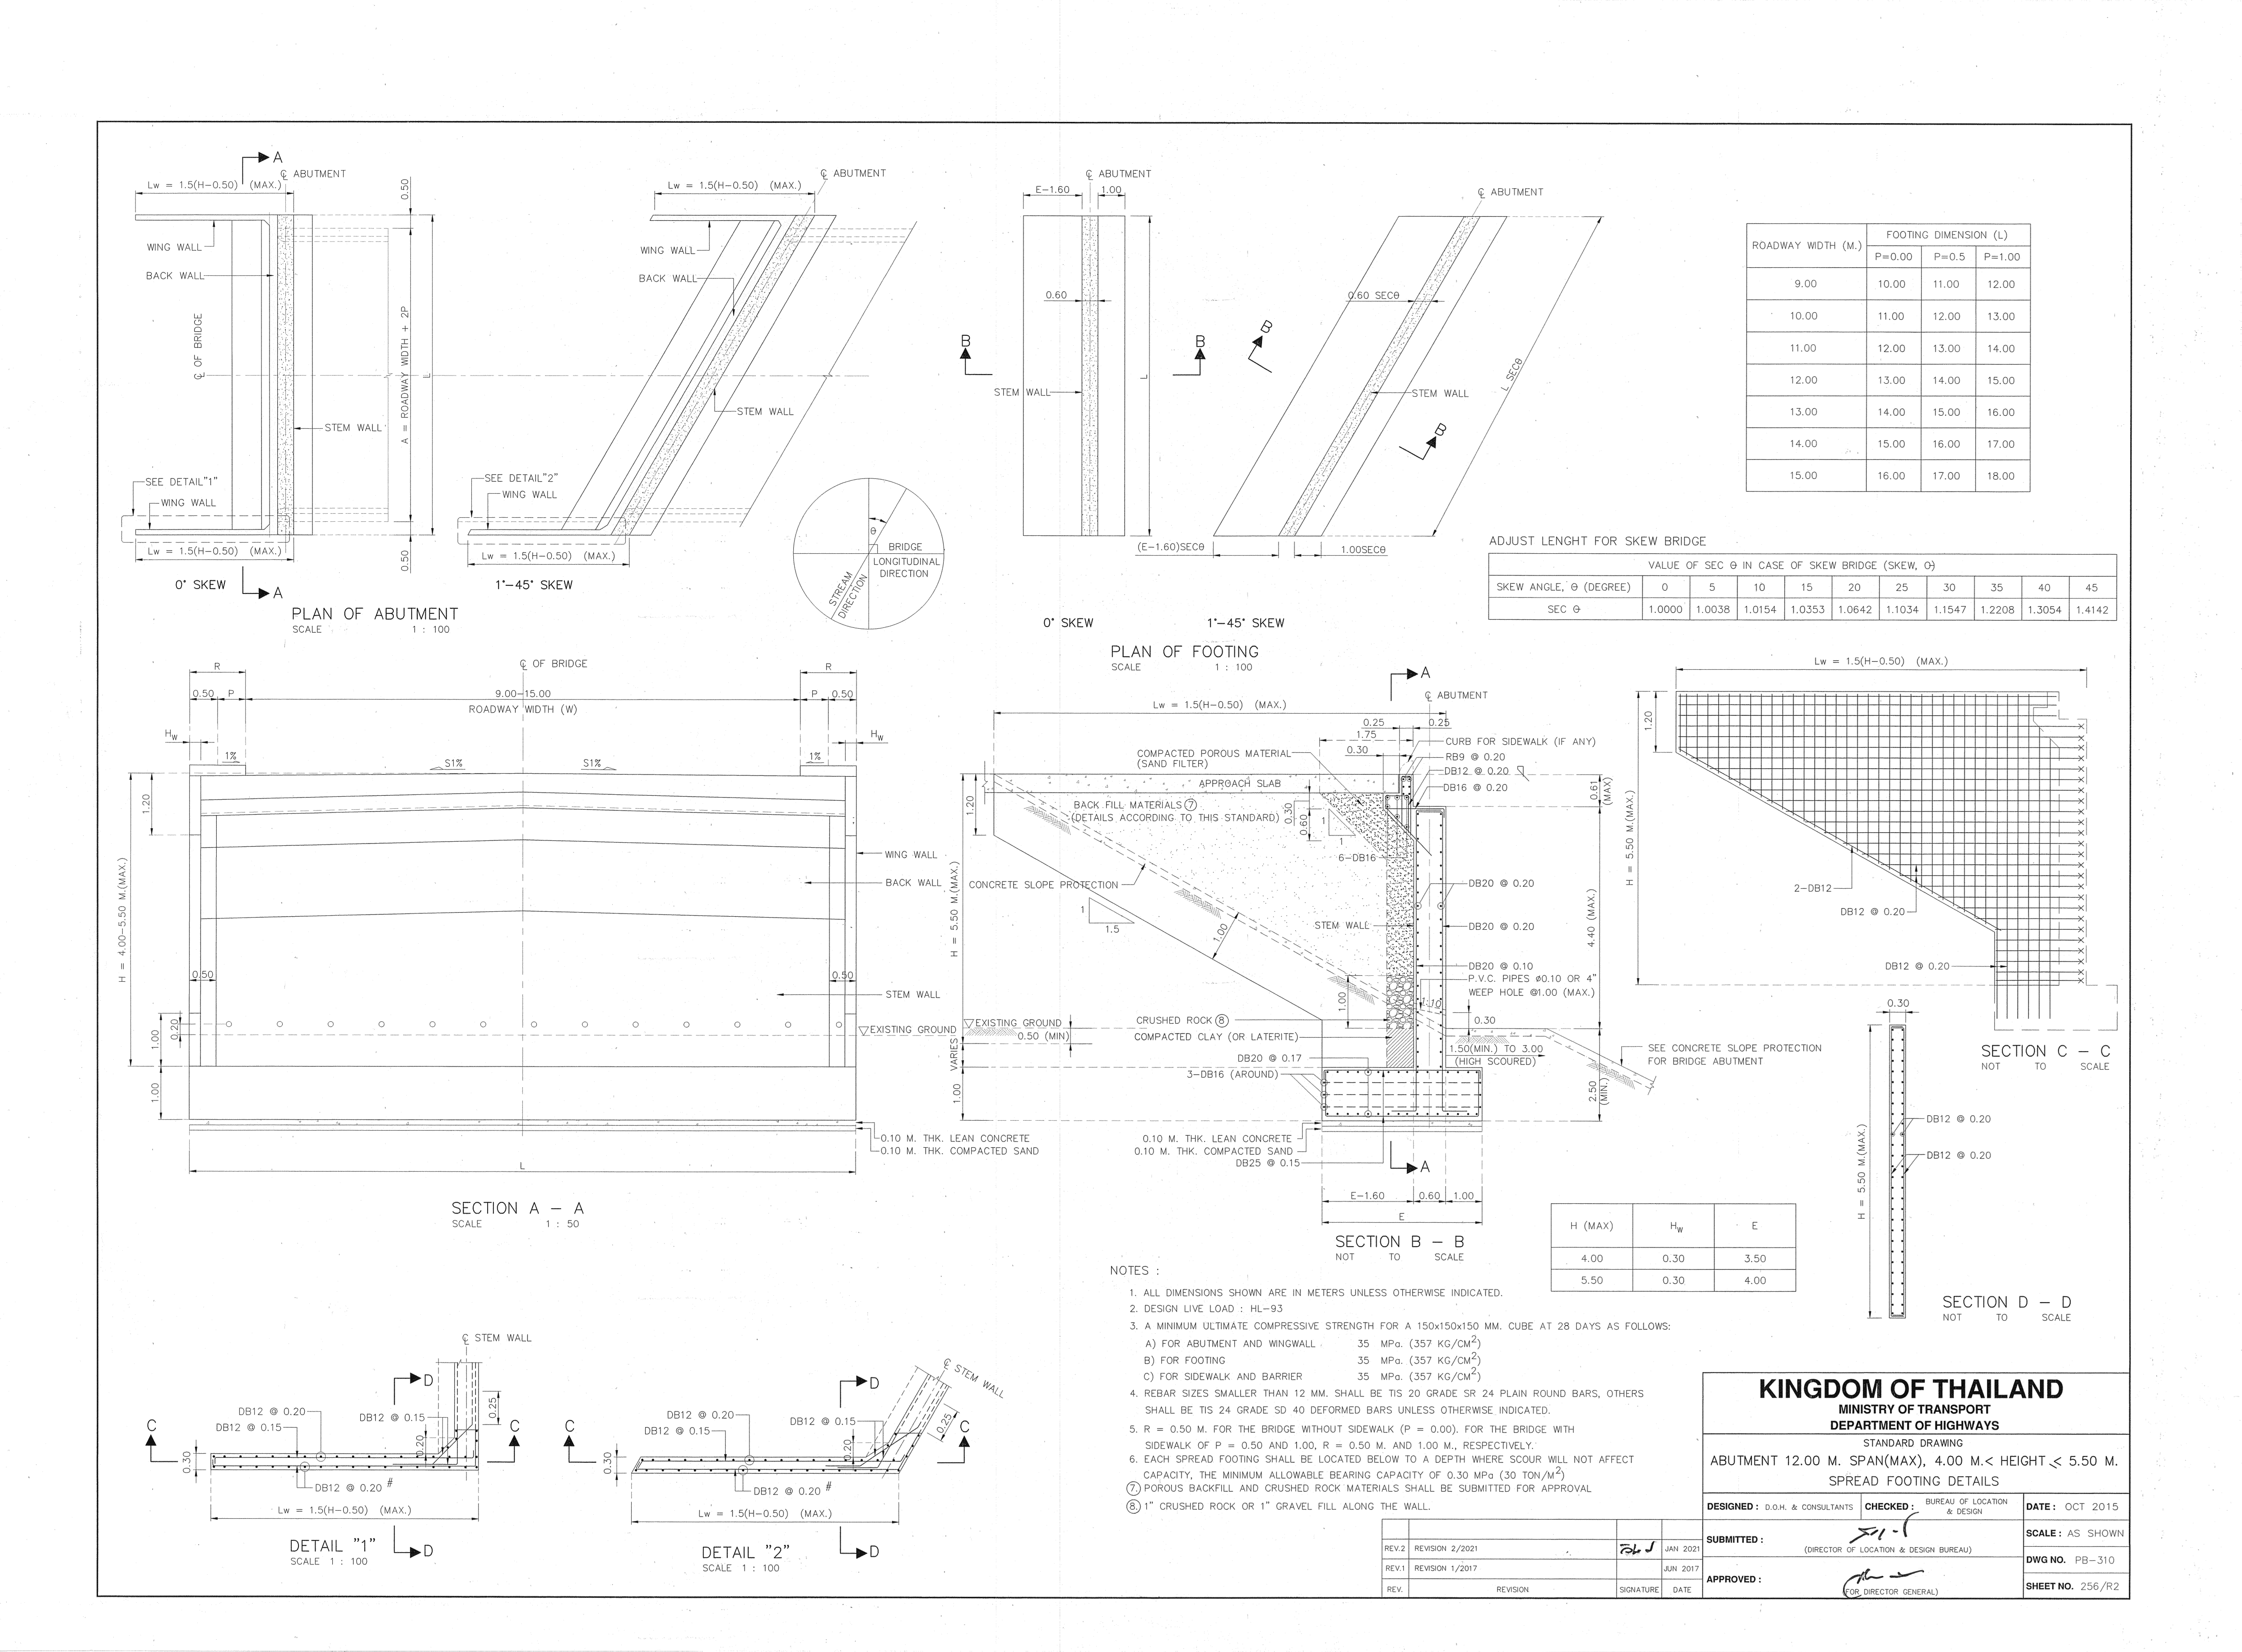 A
℄ ABUTMENT
Lw = 1.5(H-0.50) (MAX.)
0.50
WING WALL
BACK WALL
℄ OF BRIDGE
A = ROADWAY WIDTH + 2P
L
STEM WALL
SEE DETAIL"1"
WING WALL
Lw = 1.5(H-0.50) (MAX.)
0.50
0° SKEW
A
℄ ABUTMENT
Lw = 1.5(H-0.50) (MAX.)
WING WALL
BACK WALL
STEM WALL
SEE DETAIL"2"
WING WALL
Lw = 1.5(H-0.50) (MAX.)
1°-45° SKEW
PLAN OF ABUTMENT
SCALE 1 : 100
θ
BRIDGE
LONGITUDINAL
DIRECTION
STREAM
DIRECTION
℄ ABUTMENT
E-1.60
1.00
0.60
B
B
STEM WALL
L
0° SKEW
℄ ABUTMENT
0.60 SECθ
B
STEM WALL
L SECθ
B
(E-1.60)SECθ
1.00SECθ
1°-45° SKEW
PLAN OF FOOTING
SCALE 1 : 100
ROADWAY WIDTH (M.) FOOTING DIMENSION (L)
P=0.00 P=0.5 P=1.00
9.00 10.00 11.00 12.00
10.00 11.00 12.00 13.00
11.00 12.00 13.00 14.00
12.00 13.00 14.00 15.00
13.00 14.00 15.00 16.00
14.00 15.00 16.00 17.00
15.00 16.00 17.00 18.00
ADJUST LENGHT FOR SKEW BRIDGE
VALUE OF SEC θ IN CASE OF SKEW BRIDGE (SKEW, θ)
SKEW ANGLE, θ (DEGREE) 0 5 10 15 20 25 30 35 40 45
SEC θ 1.0000 1.0038 1.0154 1.0353 1.0642 1.1034 1.1547 1.2208 1.3054 1.4142
℄ OF BRIDGE
R
R
0.50 P 9.00-15.00 P 0.50
ROADWAY WIDTH (W)
Hw
Hw
1%
S1%
S1%
1%
1.20
H = 4.00-5.50 M.(MAX.)
WING WALL
BACK WALL
0.50
0.50
STEM WALL
0.20
1.00
EXISTING GROUND
1.00
0.10 M. THK. LEAN CONCRETE
0.10 M. THK. COMPACTED SAND
L
SECTION A - A
SCALE 1 : 50
A
℄ ABUTMENT
Lw = 1.5(H-0.50) (MAX.)
0.25
0.25
1.75
0.30
CURB FOR SIDEWALK (IF ANY)
RB9 @ 0.20
DB12 @ 0.20
DB16 @ 0.20
COMPACTED POROUS MATERIAL
(SAND FILTER)
APPROACH SLAB
BACK FILL MATERIALS 7
(DETAILS ACCORDING TO THIS STANDARD)
0.30
0.60
1
1
0.61
(MAX)
1.20
6-DB16
CONCRETE SLOPE PROTECTION
DB20 @ 0.20
1
1.5
1.00
STEM WALL
DB20 @ 0.20
4.40 (MAX.)
H = 5.50 M.(MAX.)
DB20 @ 0.10
P.V.C. PIPES ø0.10 OR 4"
WEEP HOLE @1.00 (MAX.)
1.00
1:10
0.30
EXISTING GROUND
0.50 (MIN)
CRUSHED ROCK 8
COMPACTED CLAY (OR LATERITE)
VARIES
DB20 @ 0.17
3-DB16 (AROUND)
1.50(MIN.) TO 3.00
(HIGH SCOURED)
SEE CONCRETE SLOPE PROTECTION
FOR BRIDGE ABUTMENT
1.00
2.50
(MIN.)
0.10 M. THK. LEAN CONCRETE
0.10 M. THK. COMPACTED SAND
DB25 @ 0.15
A
E-1.60 0.60 1.00
E
SECTION B - B
NOT TO SCALE
Lw = 1.5(H-0.50) (MAX.)
1.20
H = 5.50 M.(MAX.)
2-DB12
DB12 @ 0.20
DB12 @ 0.20
SECTION C - C
NOT TO SCALE
0.30
H = 5.50 M.(MAX.)
DB12 @ 0.20
DB12 @ 0.20
SECTION D - D
NOT TO SCALE
H (MAX) Hw E
4.00 0.30 3.50
5.50 0.30 4.00
℄ STEM WALL
D
DB12 @ 0.20
DB12 @ 0.15
DB12 @ 0.15
0.25
C
C
0.20
0.30
DB12 @ 0.20 #
Lw = 1.5(H-0.50) (MAX.)
DETAIL "1"
SCALE 1 : 100
D
℄ STEM WALL
D
DB12 @ 0.20
DB12 @ 0.15
DB12 @ 0.15
0.25
C
C
0.20
0.30
DB12 @ 0.20 #
Lw = 1.5(H-0.50) (MAX.)
DETAIL "2"
SCALE 1 : 100
D
NOTES :
1. ALL DIMENSIONS SHOWN ARE IN METERS UNLESS OTHERWISE INDICATED.
2. DESIGN LIVE LOAD : HL-93
3. A MINIMUM ULTIMATE COMPRESSIVE STRENGTH FOR A 150x150x150 MM. CUBE AT 28 DAYS AS FOLLOWS:
A) FOR ABUTMENT AND WINGWALL 35 MPa. (357 KG/CM2)
B) FOR FOOTING 35 MPa. (357 KG/CM2)
C) FOR SIDEWALK AND BARRIER 35 MPa. (357 KG/CM2)
4. REBAR SIZES SMALLER THAN 12 MM. SHALL BE TIS 20 GRADE SR 24 PLAIN ROUND BARS, OTHERS
SHALL BE TIS 24 GRADE SD 40 DEFORMED BARS UNLESS OTHERWISE INDICATED.
5. R = 0.50 M. FOR THE BRIDGE WITHOUT SIDEWALK (P = 0.00). FOR THE BRIDGE WITH
SIDEWALK OF P = 0.50 AND 1.00, R = 0.50 M. AND 1.00 M., RESPECTIVELY.
6. EACH SPREAD FOOTING SHALL BE LOCATED BELOW TO A DEPTH WHERE SCOUR WILL NOT AFFECT
CAPACITY, THE MINIMUM ALLOWABLE BEARING CAPACITY OF 0.30 MPa (30 TON/M2)
7. POROUS BACKFILL AND CRUSHED ROCK MATERIALS SHALL BE SUBMITTED FOR APPROVAL
8. 1" CRUSHED ROCK OR 1" GRAVEL FILL ALONG THE WALL.
REV.2 REVISION 2/2021 JAN 2021
REV.1 REVISION 1/2017 JUN 2017
REV. REVISION SIGNATURE DATE
KINGDOM OF THAILAND
MINISTRY OF TRANSPORT
DEPARTMENT OF HIGHWAYS
STANDARD DRAWING
ABUTMENT 12.00 M. SPAN(MAX), 4.00 M.< HEIGHT ≤ 5.50 M.
SPREAD FOOTING DETAILS
DESIGNED : D.O.H. & CONSULTANTS CHECKED : BUREAU OF LOCATION & DESIGN DATE : OCT 2015
SUBMITTED : (DIRECTOR OF LOCATION & DESIGN BUREAU) SCALE : AS SHOWN
DWG NO. PB-310
APPROVED : (FOR DIRECTOR GENERAL) SHEET NO. 256/R2